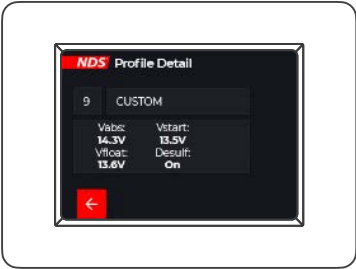 NDS Profile Detail
9 CUSTOM
Vabs: Vstart:
14.3V 13.5V
Vfloat: Desulf:
13.6V On